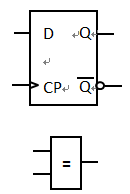 D Q
CP Q̅
=